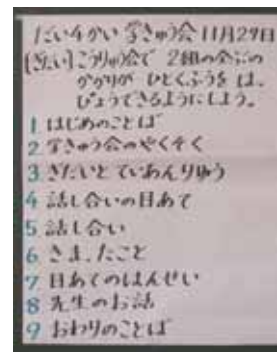 だい4かい 学きゅう会 11月29日
[ぎだい]こうりゅう会で 2組の全ぶの
かかりが ひとくふうを は、
ぴょうできるようにしよう。
1 はじめのことば
2 学きゅう会のやくそく
3 ぎだいとていあんりゆう
4 話し合いの目あて
5 話し合い
6 きま、たこと
7 目あてのはんせい
8 先生のお話
9 おわりのことば